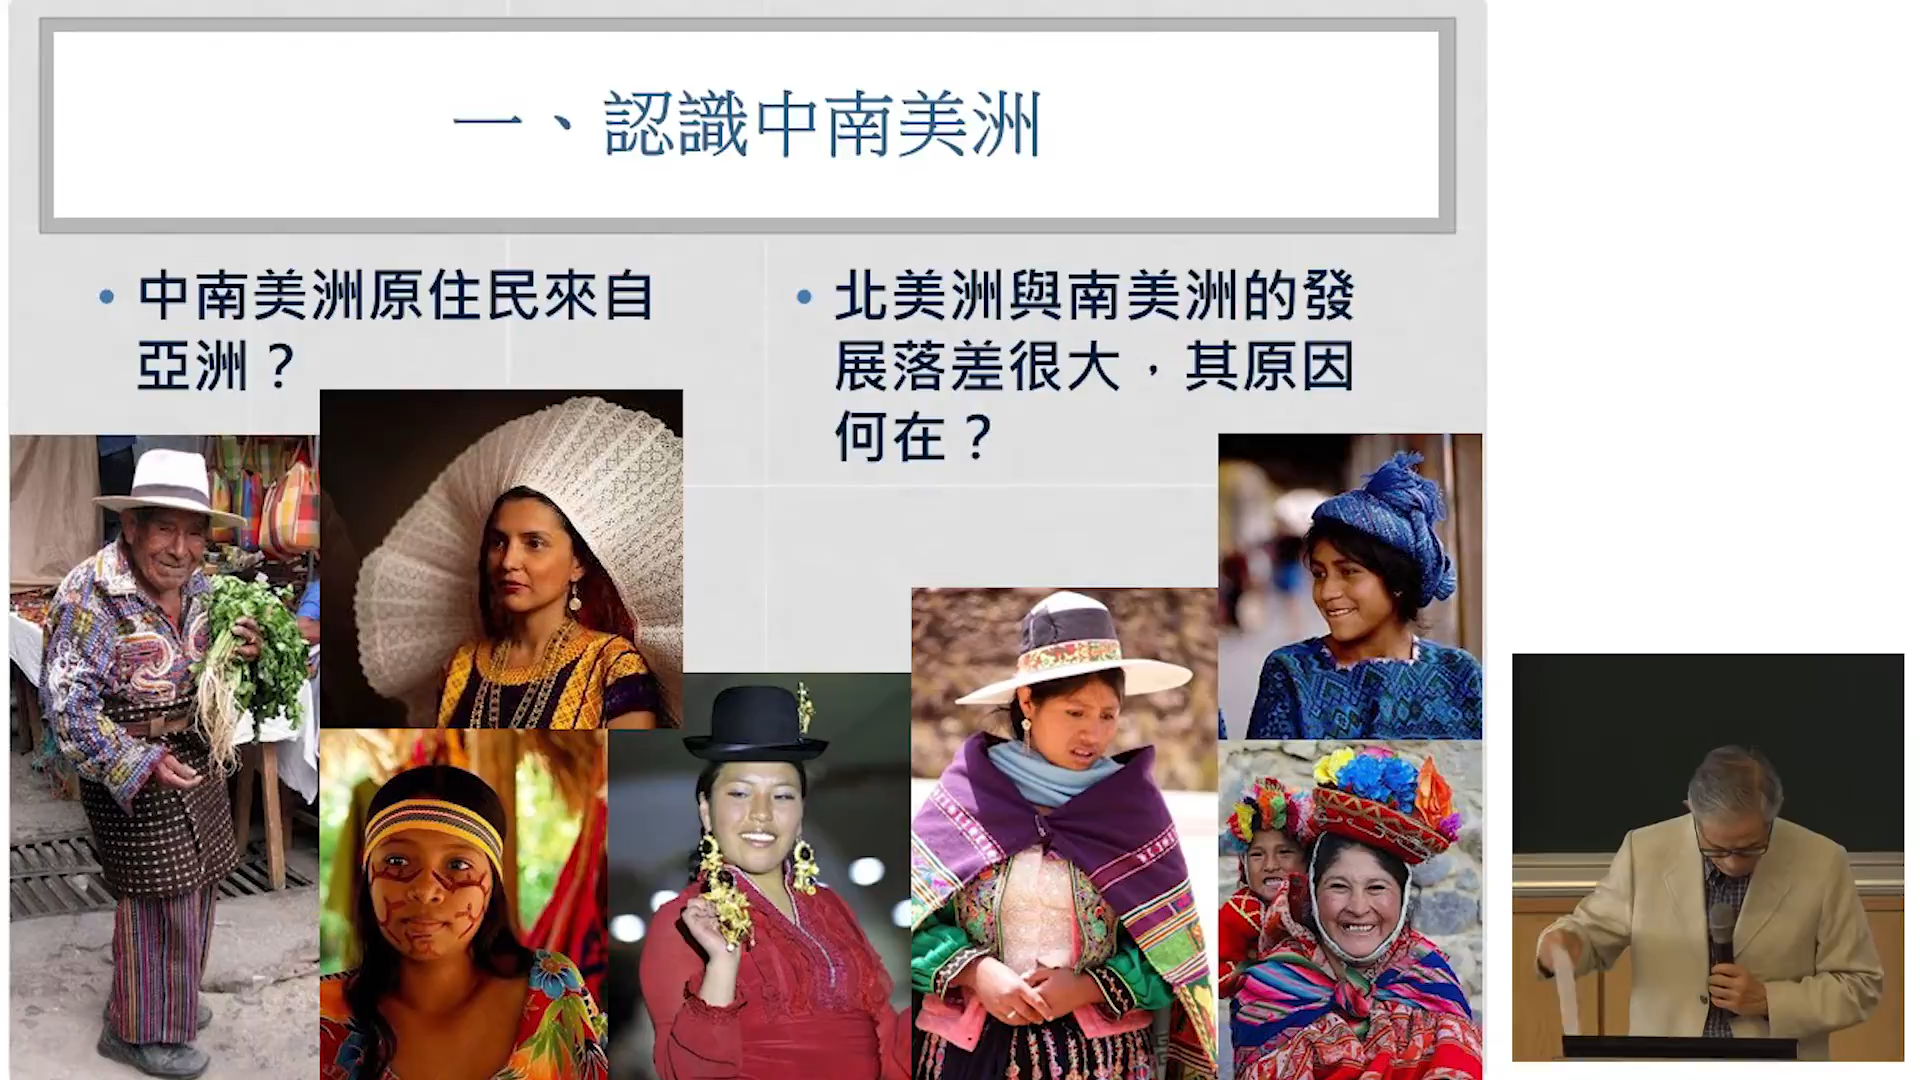 一、認識中南美洲
中南美洲原住民來自
亞洲？
北美洲與南美洲的發
展落差很大，其原因
何在？